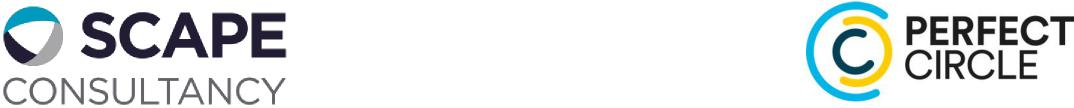 SCAPE
CONSULTANCY
PERFECT
CIRCLE